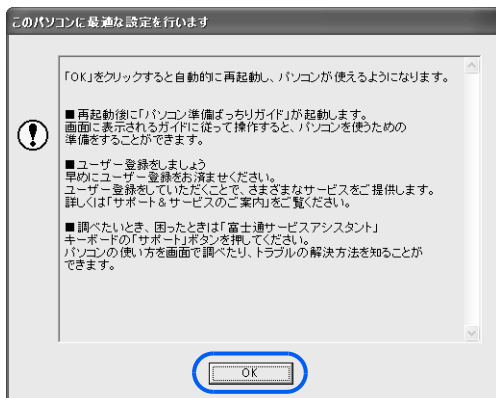 このパソコンに最適な設定を行います
「OK」をクリックすると自動的に再起動し、パソコンが使えるようになります。
■再起動後に「パソコン準備ばっちりガイド」が起動します。
画面に表示されるガイドに従って操作すると、パソコンを使うための
準備をすることができます。
■ユーザー登録をしましょう
早めにユーザー登録をお済ませください。
ユーザー登録をしていただくことで、さまざまなサービスをご提供します。
詳しくは「サポート&サービスのご案内」をご覧ください。
■調べたいとき、困ったときは「富士通サービスアシスタント」
キーボードの「サポート」ボタンを押してください。
パソコンの使い方を画面で調べたり、トラブルの解決方法を知ることが
できます。
OK